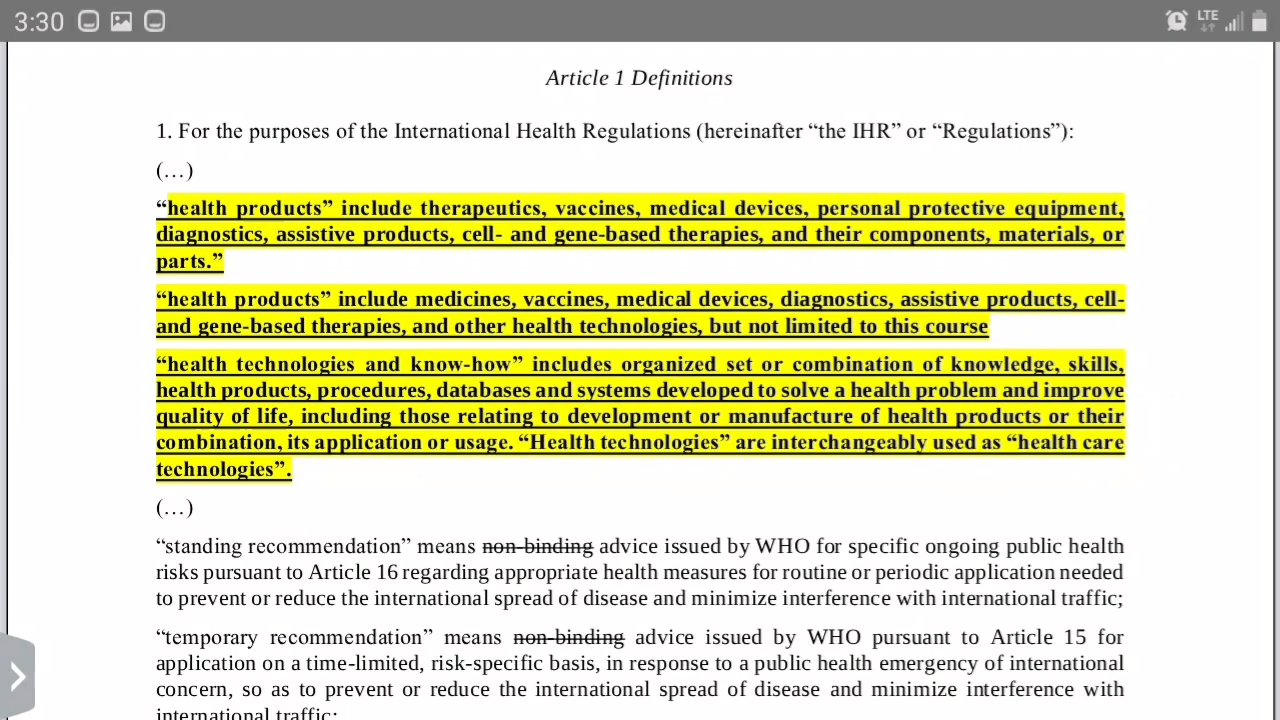 3:30
LTE
Article 1 Definitions
1. For the purposes of the International Health Regulations (hereinafter “the IHR” or “Regulations”):
(…)
“health products” include therapeutics, vaccines, medical devices, personal protective equipment,
diagnostics, assistive products, cell- and gene-based therapies, and their components, materials, or
parts.”
“health products” include medicines, vaccines, medical devices, diagnostics, assistive products, cell-
and gene-based therapies, and other health technologies, but not limited to this course
“health technologies and know-how” includes organized set or combination of knowledge, skills,
health products, procedures, databases and systems developed to solve a health problem and improve
quality of life, including those relating to development or manufacture of health products or their
combination, its application or usage. “Health technologies” are interchangeably used as “health care
technologies”.
(…)
“standing recommendation” means non-binding advice issued by WHO for specific ongoing public health
risks pursuant to Article 16 regarding appropriate health measures for routine or periodic application needed
to prevent or reduce the international spread of disease and minimize interference with international traffic;
“temporary recommendation” means non-binding advice issued by WHO pursuant to Article 15 for
application on a time-limited, risk-specific basis, in response to a public health emergency of international
concern, so as to prevent or reduce the international spread of disease and minimize interference with
international traffic;